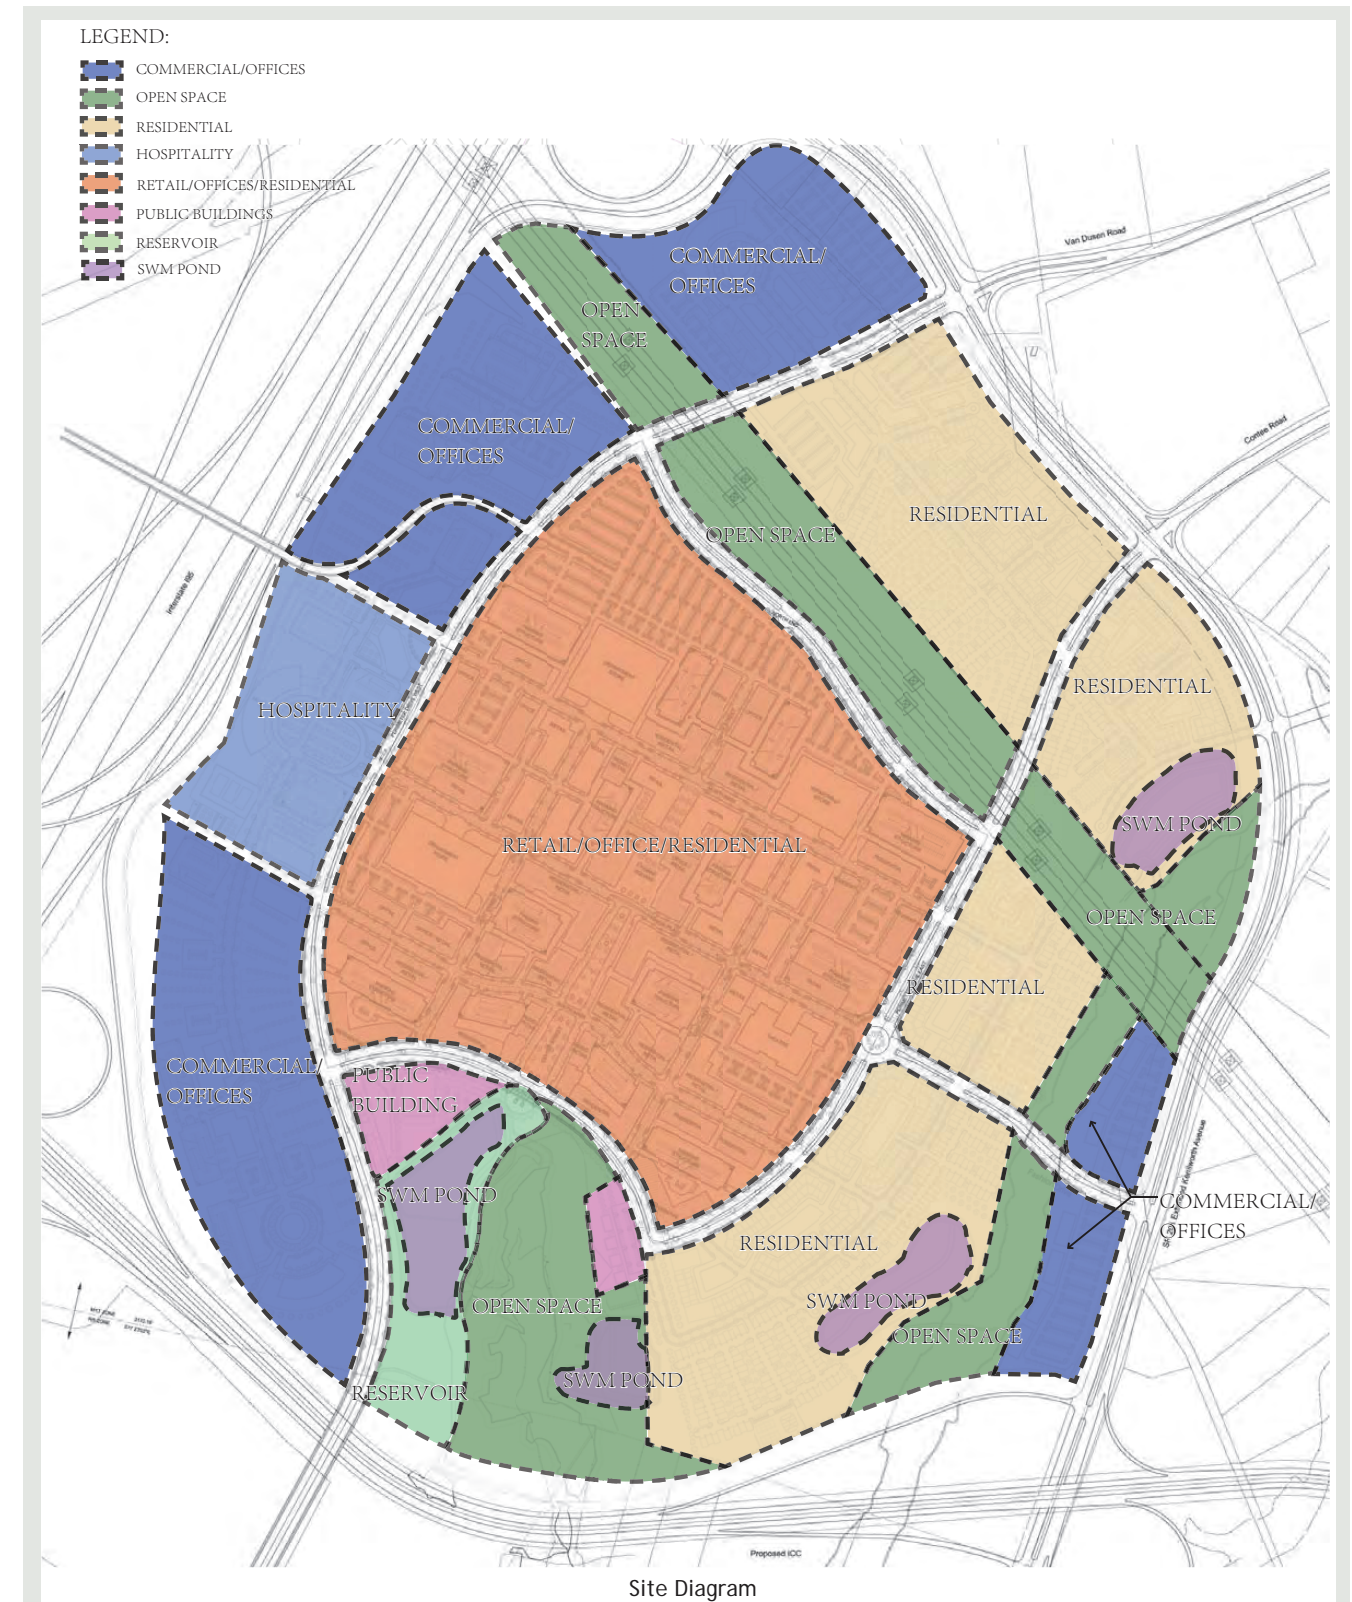 LEGEND:
COMMERCIAL/OFFICES
OPEN SPACE
RESIDENTIAL
HOSPITALITY
RETAIL/OFFICES/RESIDENTIAL
PUBLIC BUILDINGS
RESERVOIR
SWM POND
Van Dusen Road
COMMERCIAL/
OFFICES
OPEN
SPACE
COMMERCIAL/
OFFICES
Contee Road
RESIDENTIAL
OPEN SPACE
Interstate I95
RESIDENTIAL
HOSPITALITY
SWM POND
RETAIL/OFFICE/RESIDENTIAL
OPEN SPACE
RESIDENTIAL
COMMERCIAL/
OFFICES
PUBLIC
BUILDING
SWM POND
Kenilworth Avenue
COMMERCIAL/
OFFICES
RESIDENTIAL
SWM POND
OPEN SPACE
OPEN SPACE
SWM POND
RESERVOIR
Proposed ICC
Site Diagram